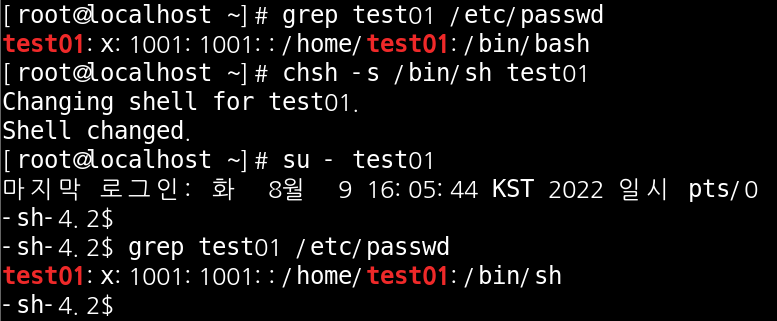 [root@localhost ~]# grep test01 /etc/passwd
test01:x:1001:1001::/home/test01:/bin/bash
[root@localhost ~]# chsh -s /bin/sh test01
Changing shell for test01.
Shell changed.
[root@localhost ~]# su - test01
마지막 로그인: 화  8월  9 16:05:44 KST 2022 일시 pts/0
-sh-4.2$
-sh-4.2$ grep test01 /etc/passwd
test01:x:1001:1001::/home/test01:/bin/sh
-sh-4.2$